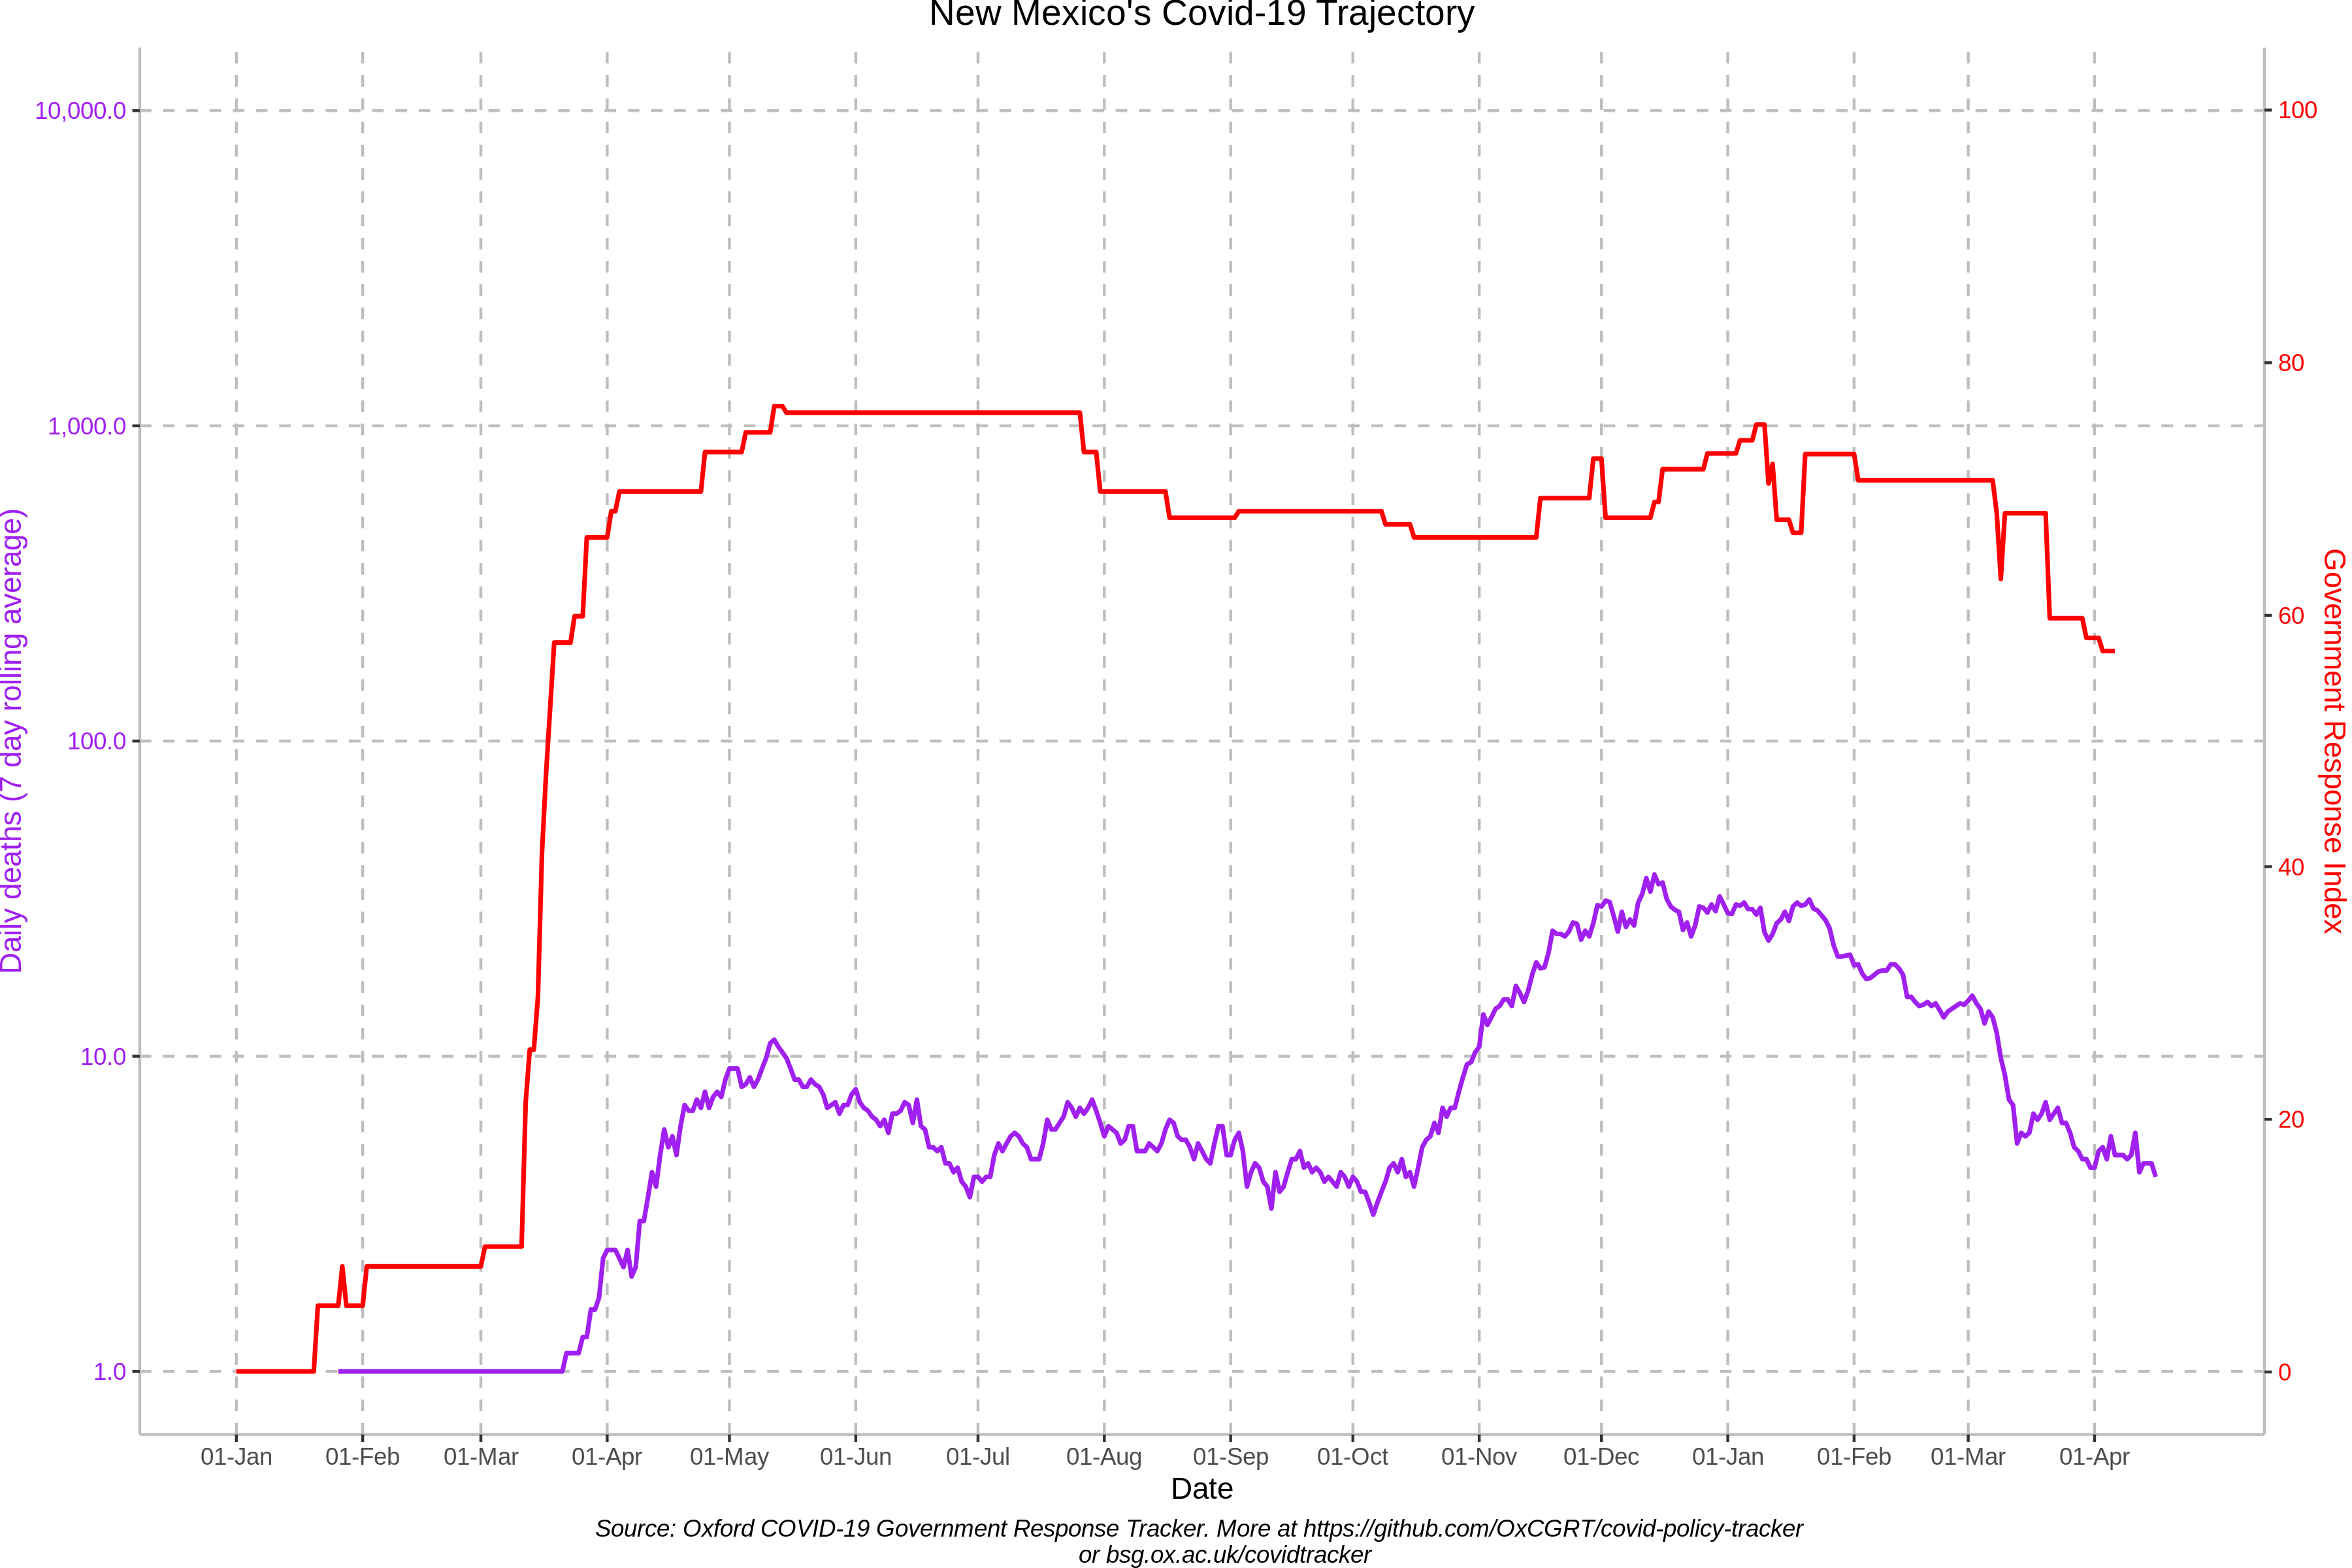 New Mexico's Covid-19 Trajectory
10,000.0
1,000.0
100.0
10.0
1.0
Daily deaths (7 day rolling average)
100
80
60
40
20
0
Government Response Index
01-Jan 01-Feb 01-Mar 01-Apr 01-May 01-Jun 01-Jul 01-Aug 01-Sep 01-Oct 01-Nov 01-Dec 01-Jan 01-Feb 01-Mar 01-Apr
Date
Source: Oxford COVID-19 Government Response Tracker. More at https://github.com/OxCGRT/covid-policy-tracker
or bsg.ox.ac.uk/covidtracker